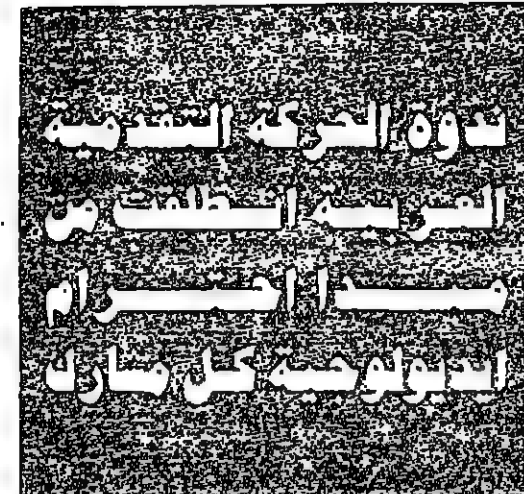 ندوة الحركة التقدمية
العربية انطلقت من
مبدأ احترام
ايديولوجية كل مشارك